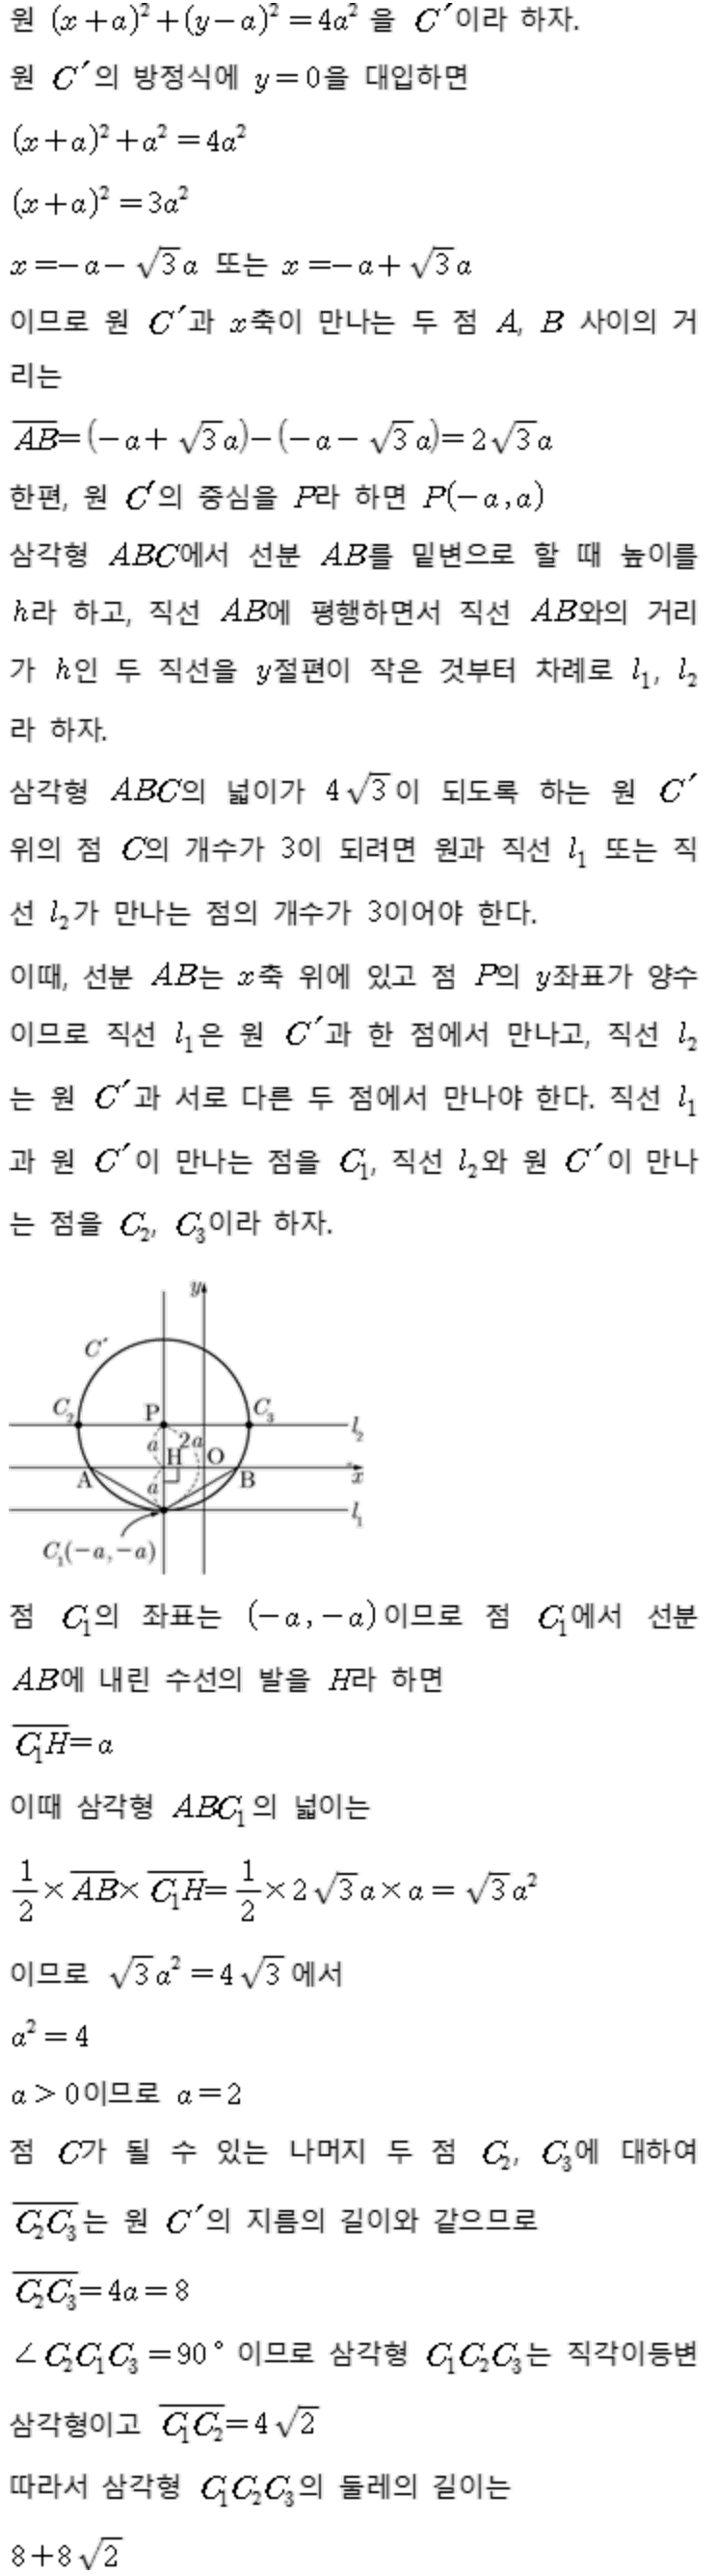 원 (x+a)²+(y−a)²=4a² 을 C′이라 하자.
원 C′의 방정식에 y=0을 대입하면
(x+a)²+a²=4a²
(x+a)²=3a²
x=−a−√3a 또는 x=−a+√3a
이므로 원 C′과 x축이 만나는 두 점 A, B 사이의 거
리는
A̅B̅=(−a+√3a)−(−a−√3a)=2√3a
한편, 원 C′의 중심을 P라 하면 P(−a,a)
삼각형 ABC에서 선분 AB를 밑변으로 할 때 높이를
h라 하고, 직선 AB에 평행하면서 직선 AB와의 거리
가 h인 두 직선을 y절편이 작은 것부터 차례로 l₁, l₂
라 하자.
삼각형 ABC의 넓이가 4√3이 되도록 하는 원 C′
위의 점 C의 개수가 3이 되려면 원과 직선 l₁ 또는 직
선 l₂가 만나는 점의 개수가 3이어야 한다.
이때, 선분 AB는 x축 위에 있고 점 P의 y좌표가 양수
이므로 직선 l₁은 원 C′과 한 점에서 만나고, 직선 l₂
는 원 C′과 서로 다른 두 점에서 만나야 한다. 직선 l₁
과 원 C′이 만나는 점을 C₁, 직선 l₂와 원 C′이 만나
는 점을 C₂, C₃이라 하자.
y
C′
C₂ P C₃ l₂
a 2a
H O
A B x
a
l₁
C₁(−a,−a)
점 C₁의 좌표는 (−a,−a)이므로 점 C₁에서 선분
AB에 내린 수선의 발을 H라 하면
C̅₁H̅=a
이때 삼각형 ABC₁의 넓이는
1/2×A̅B̅×C̅₁H̅=1/2×2√3a×a=√3a²
이므로 √3a²=4√3에서
a²=4
a>0이므로 a=2
점 C가 될 수 있는 나머지 두 점 C₂, C₃에 대하여
C̅₂C̅₃는 원 C′의 지름의 길이와 같으므로
C̅₂C̅₃=4a=8
∠C₂C₁C₃=90°이므로 삼각형 C₁C₂C₃는 직각이등변
삼각형이고 C̅₁C̅₂=4√2
따라서 삼각형 C₁C₂C₃의 둘레의 길이는
8+8√2